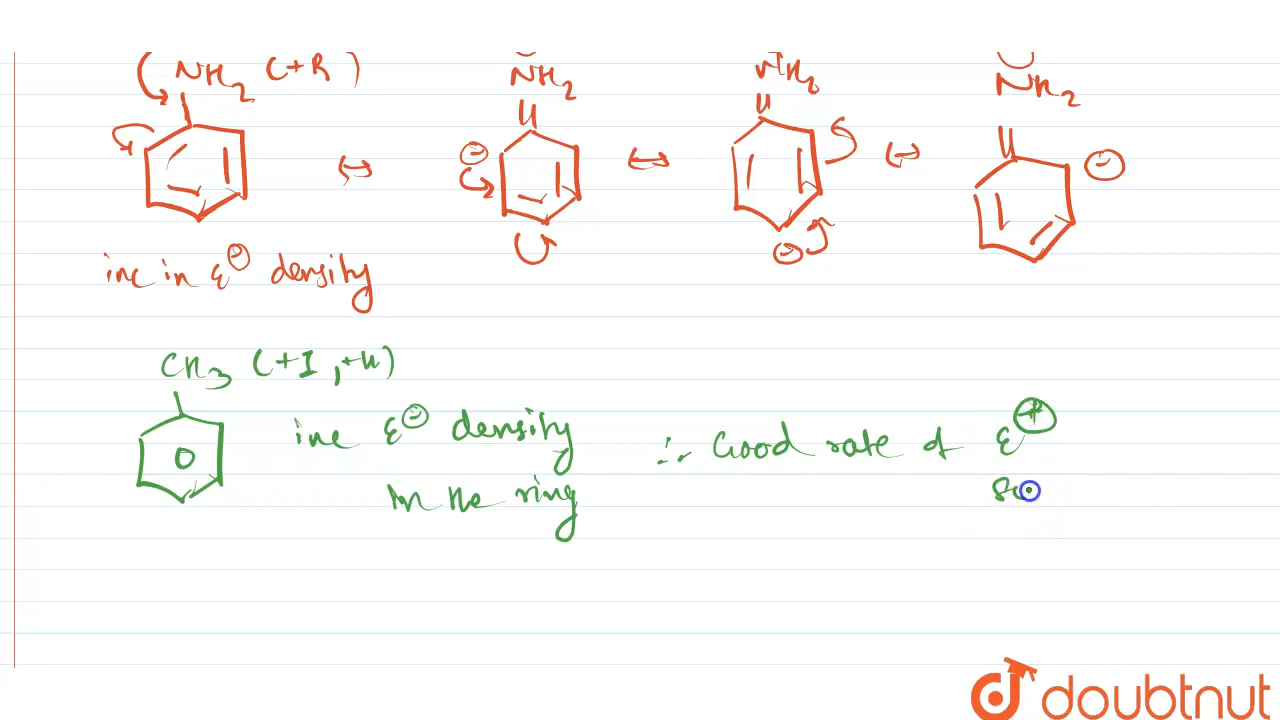 NH2 (+R)
NH2
NH2
NH2
⊖
⊖
⊖
inc in e⊖ density
CH3 (+I, +H)
inc e⊖ density
in the ring
∴ Good rate of e⊕
doubtnut